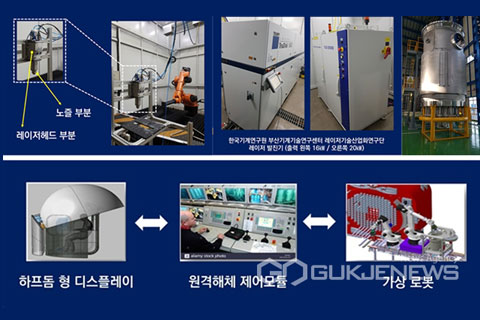 노즐 부분
레이저헤드 부분
한국기계연구원 부산기계기술연구센터 레이저기술산업화연구단
레이저 발진기 (출력 왼쪽 16㎾ / 오른쪽 20㎾)
alamy stock photo
하프돔 형 디스플레이
원격해체 제어모듈
가상 로봇
GUKJENEWS